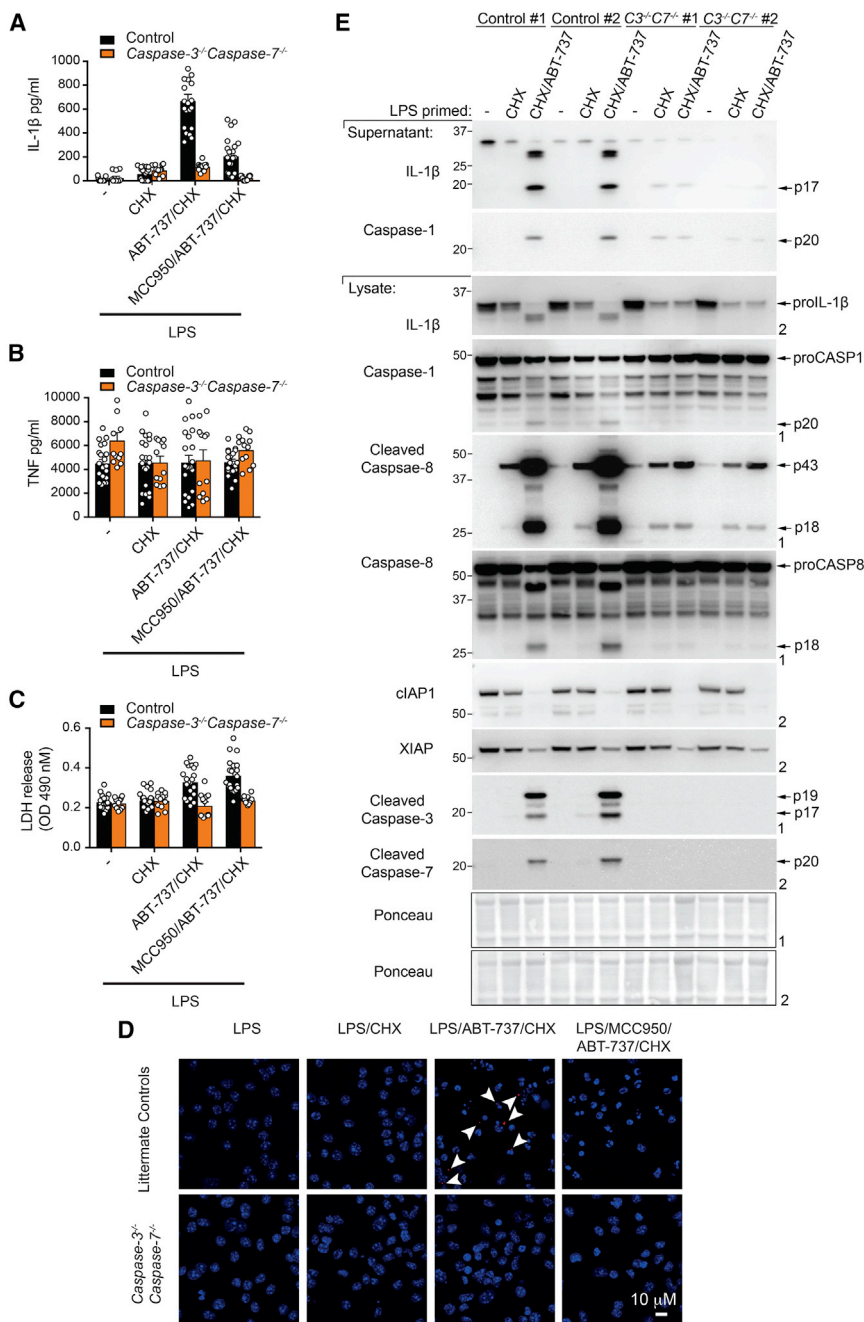 A
Control
Caspase-3-/-Caspase-7-/-
IL-1β pg/ml
1000
800
600
400
200
0
-
CHX
ABT-737/CHX
MCC950/ABT-737/CHX
LPS
B
Control
Caspase-3-/-Caspase-7-/-
TNF pg/ml
10000
8000
6000
4000
2000
0
-
CHX
ABT-737/CHX
MCC950/ABT-737/CHX
LPS
C
Control
Caspase-3-/-Caspase-7-/-
LDH release
(OD 490 nM)
0.6
0.4
0.2
0.0
-
CHX
ABT-737/CHX
MCC950/ABT-737/CHX
LPS
E
Control #1 Control #2 C3-/-C7-/- #1 C3-/-C7-/- #2
LPS primed: - CHX CHX/ABT-737 - CHX CHX/ABT-737 - CHX CHX/ABT-737 - CHX CHX/ABT-737
Supernatant:
37
IL-1β
25
20
p17
Caspase-1
20
p20
Lysate:
37
proIL-1β
IL-1β
2
50
proCASP1
Caspase-1
p20
1
Cleaved
Caspsae-8
50
37
25
p43
p18
1
Caspase-8
50
37
25
proCASP8
p18
1
cIAP1
50
2
XIAP
50
2
Cleaved
Caspase-3
20
p19
p17
1
Cleaved
Caspase-7
20
p20
2
Ponceau
1
Ponceau
2
D
LPS
LPS/CHX
LPS/ABT-737/CHX
LPS/MCC950/
ABT-737/CHX
Littermate Controls
Caspase-3-/-
Caspase-7-/-
10 µM